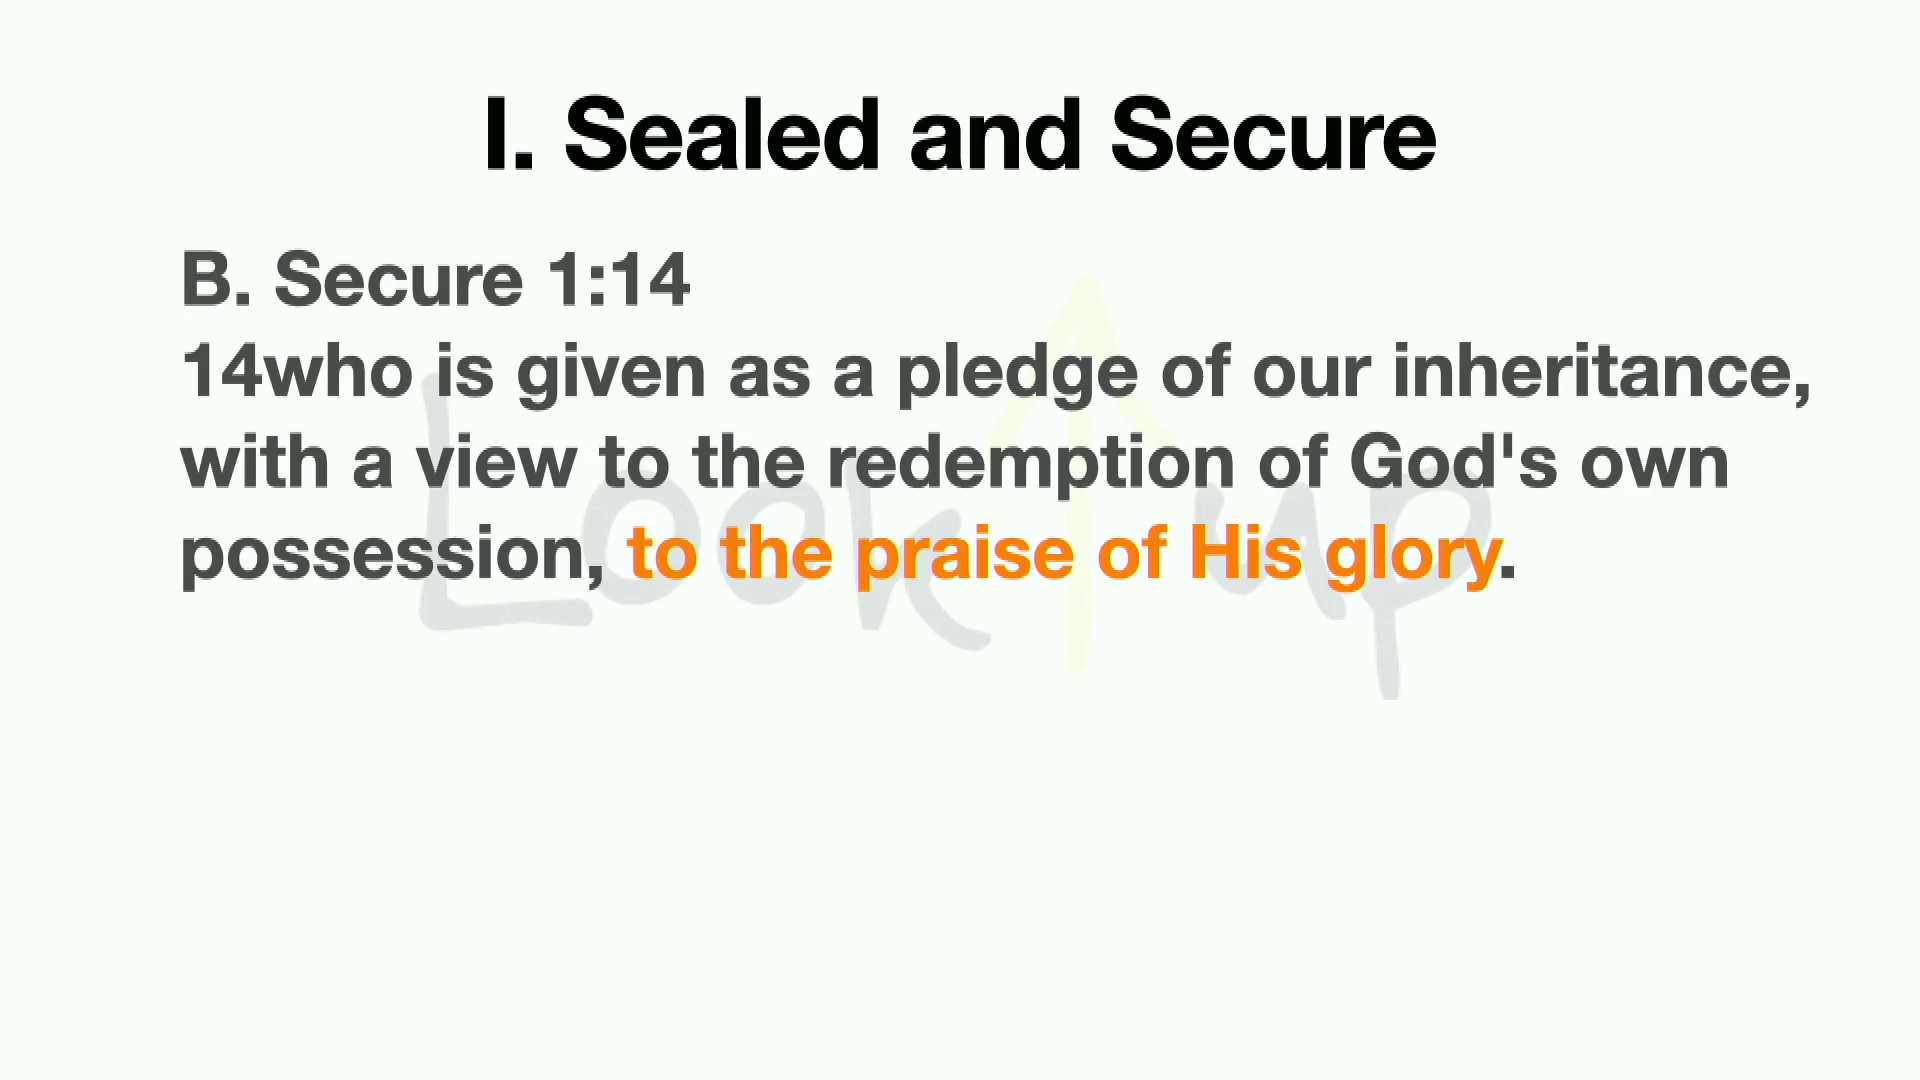 I. Sealed and Secure
B. Secure 1:14
14who is given as a pledge of our inheritance,
with a view to the redemption of God's own
possession, to the praise of His glory.
Look up